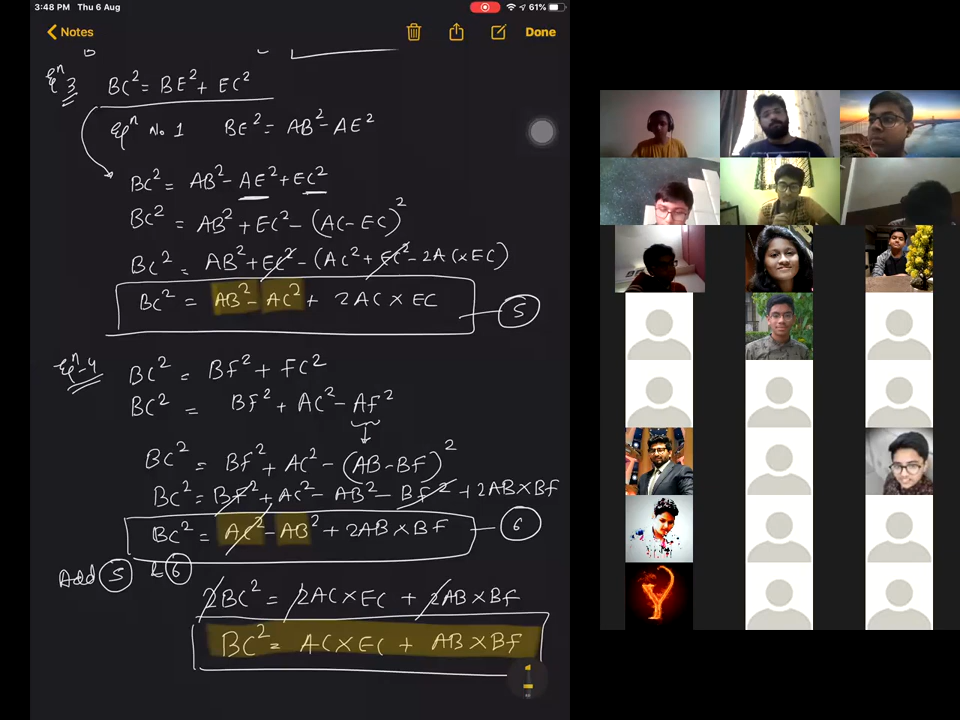 3:48 PM Thu 6 Aug
61%
Notes
Done
Eqⁿ 3 BC² = BE² + EC²
Eqⁿ No 1 BE² = AB² - AE²
BC² = AB² - AE² + EC²
BC² = AB² + EC² - (AC - EC)²
BC² = AB² + EC² - (AC² + EC² - 2AC×EC)
BC² = AB² - AC² + 2AC × EC 5
Eqⁿ-4 BC² = BF² + FC²
BC² = BF² + AC² - AF²
BC² = BF² + AC² - (AB - BF)²
BC² = BF² + AC² - AB² - BF² + 2AB×BF
BC² = AC² - AB² + 2AB × BF 6
Add 5 & 6
2BC² = 2AC×EC + 2AB×BF
BC² = AC×EC + AB×BF